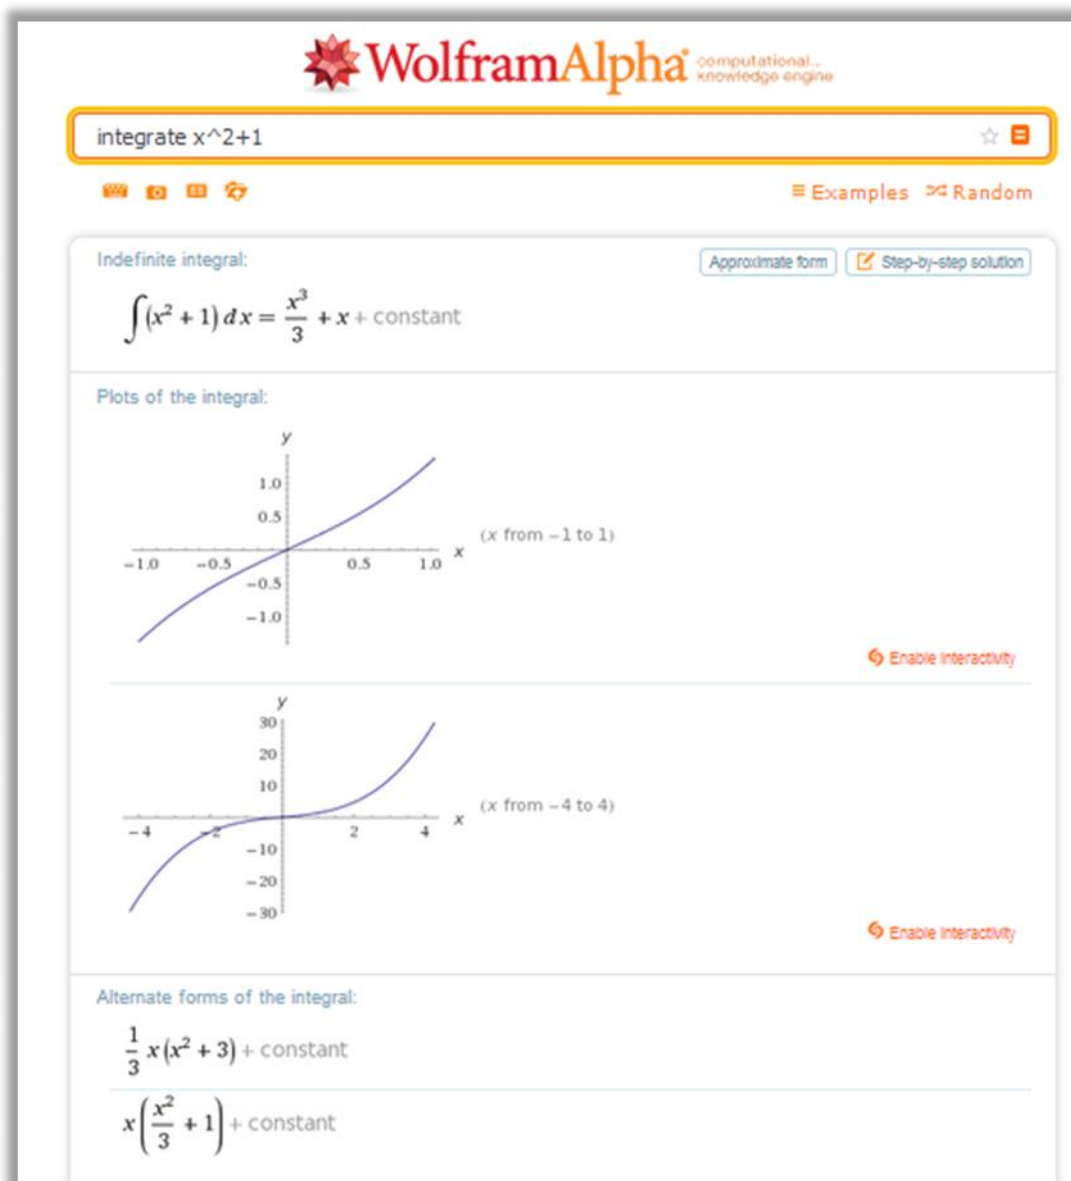 WolframAlpha computational... knowledge engine
integrate x^2+1
Examples Random
Indefinite integral:
Approximate form Step-by-step solution
∫(x² + 1) dx = x³/3 + x + constant
Plots of the integral:
y
1.0
0.5
(x from −1 to 1)
x
−1.0 −0.5 0.5 1.0
−0.5
−1.0
Enable interactivity
y
30
20
10
(x from −4 to 4)
x
−4 −2 2 4
−10
−20
−30
Enable interactivity
Alternate forms of the integral:
1/3 x(x² + 3) + constant
x(x²/3 + 1) + constant